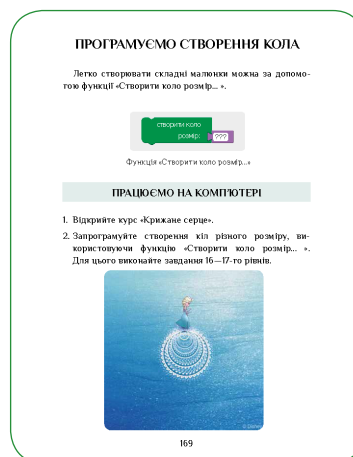 ПРОГРАМУЄМО СТВОРЕННЯ КОЛА
Легко створювати складні малюнки можна за допомо-
гою функції «Створити коло розмір... ».
створити коло
розмір: ???
Функція «Створити коло розмір...»
ПРАЦЮЄМО НА КОМП'ЮТЕРІ
1. Відкрийте курс «Крижане серце».
2. Запрограмуйте створення кіл різного розміру, ви-
користовуючи функцію «Створити коло розмір... ».
Для цього виконайте завдання 16—17-го рівнів.
© Disney
169